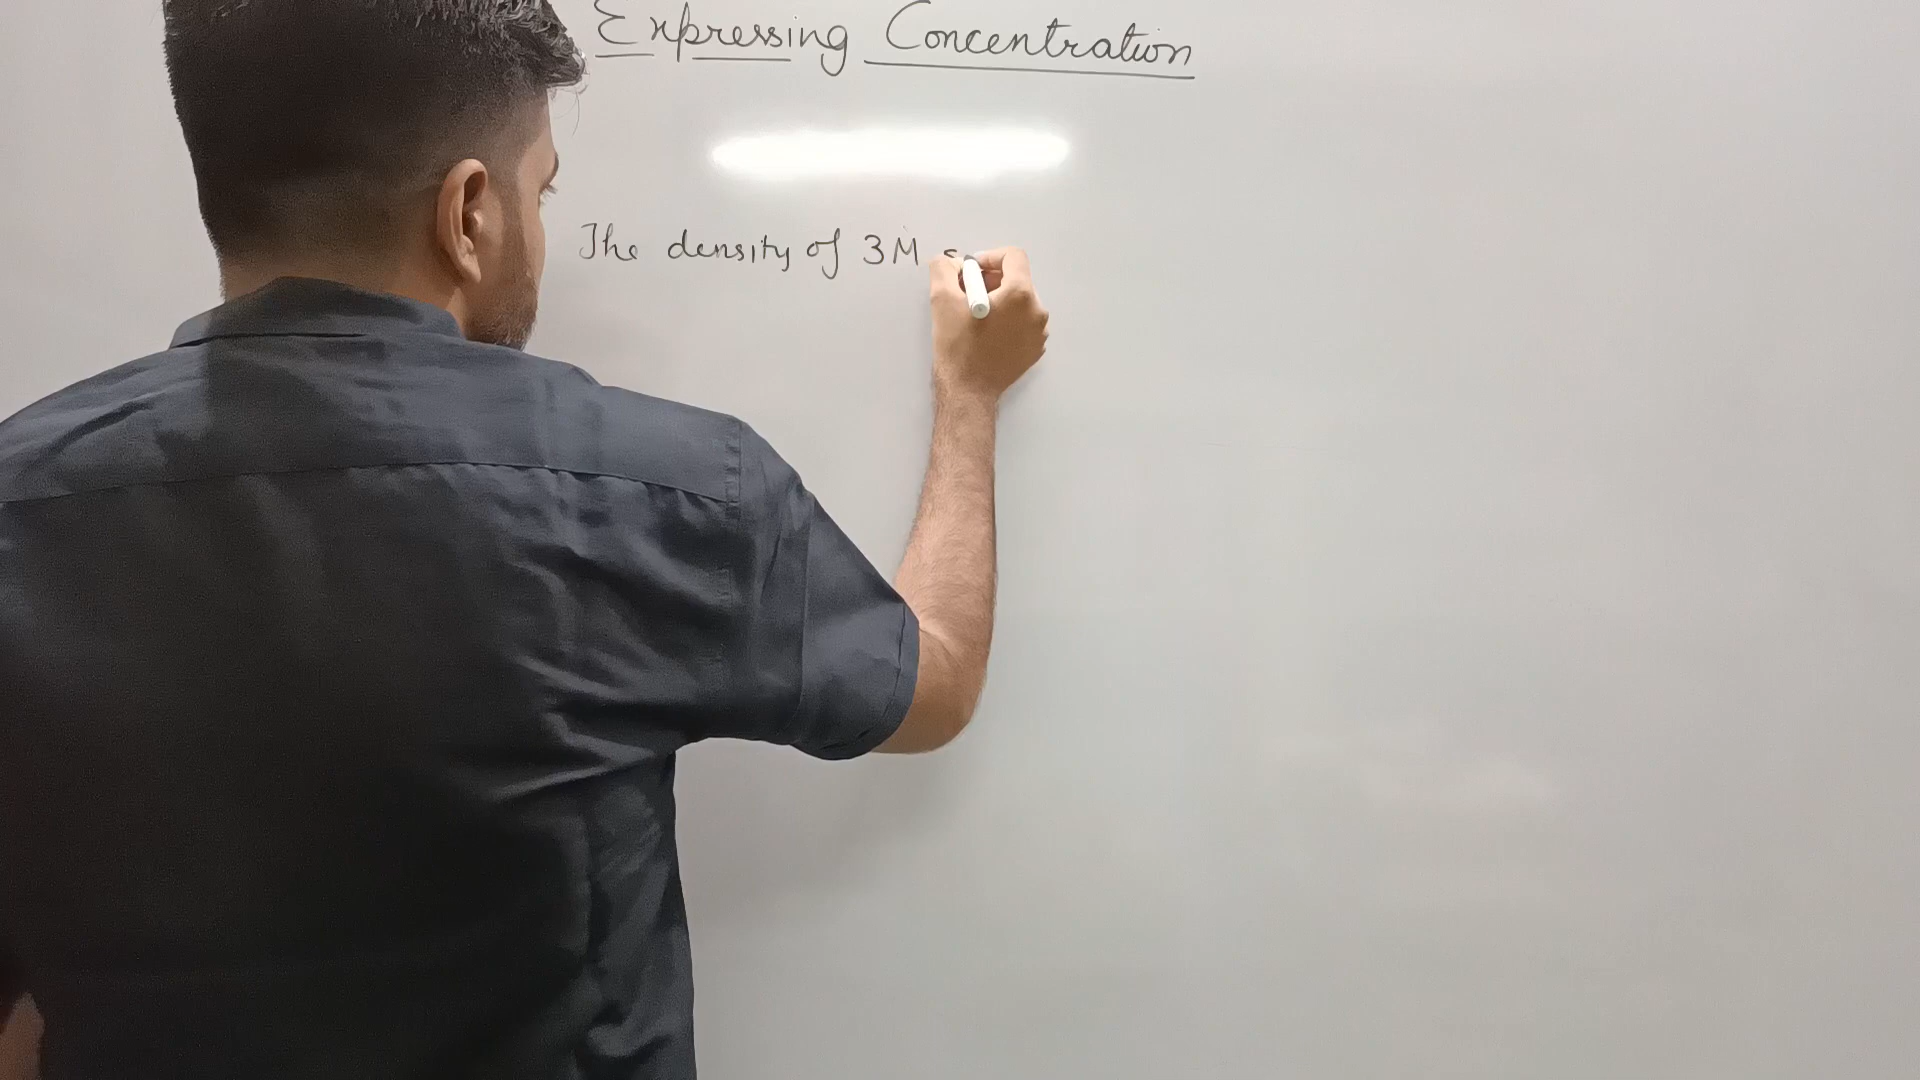 Expressing Concentration
The density of 3M